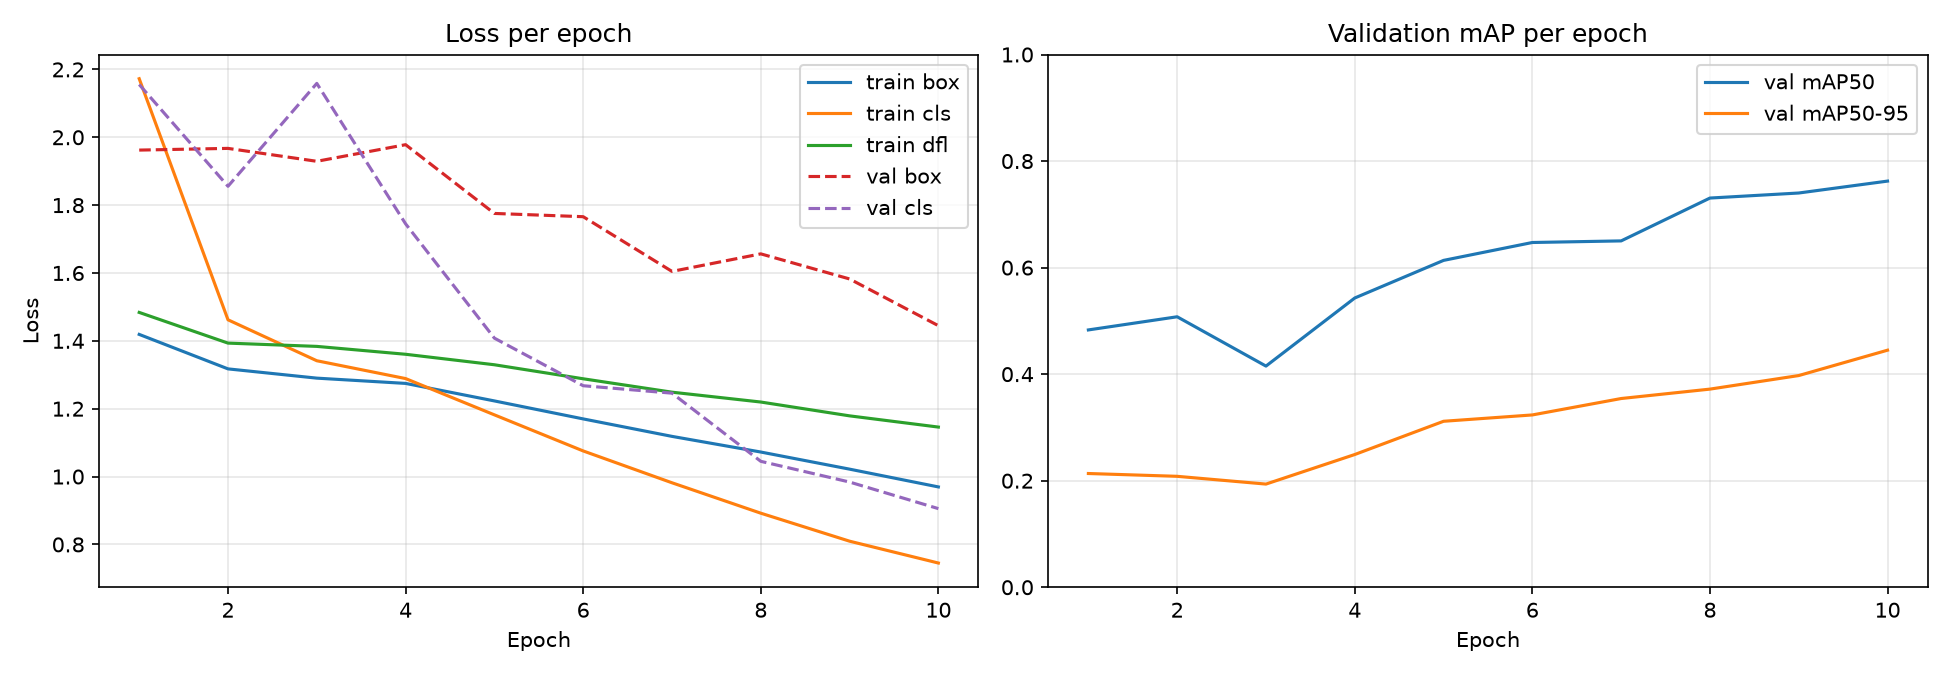 Loss per epoch
2.2
2.0
1.8
1.6
1.4
1.2
1.0
0.8
Loss
2
4
6
8
10
Epoch
train box
train cls
train dfl
val box
val cls
Validation mAP per epoch
1.0
0.8
0.6
0.4
0.2
0.0
2
4
6
8
10
Epoch
val mAP50
val mAP50-95